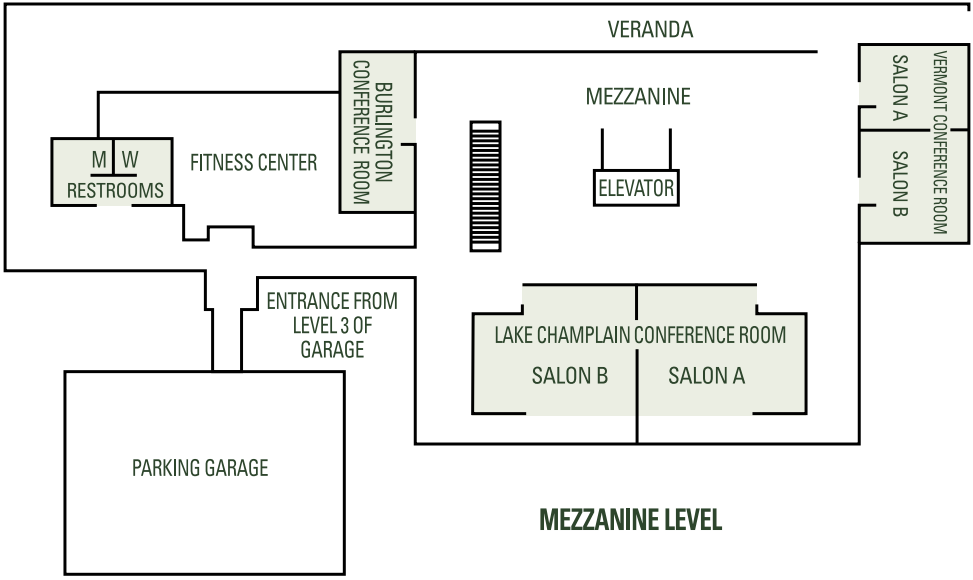 VERANDA
MEZZANINE
BURLINGTON
CONFERENCE ROOM
VERMONT CONFERENCE ROOM
SALON A
SALON B
M W
RESTROOMS
FITNESS CENTER
ELEVATOR
ENTRANCE FROM
LEVEL 3 OF
GARAGE
LAKE CHAMPLAIN CONFERENCE ROOM
SALON B
SALON A
PARKING GARAGE
MEZZANINE LEVEL